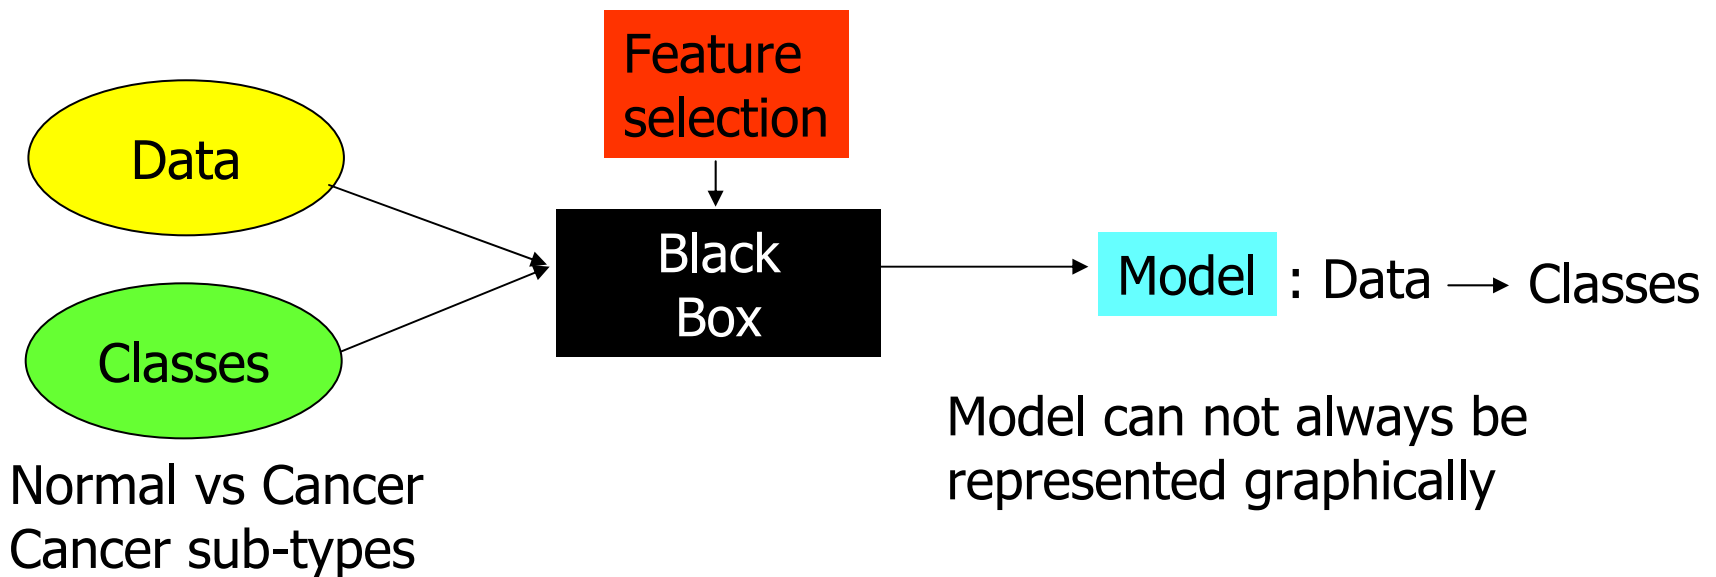 Feature
selection
Data
Black
Box
Model : Data → Classes
Classes
Model can not always be
represented graphically
Normal vs Cancer
Cancer sub-types